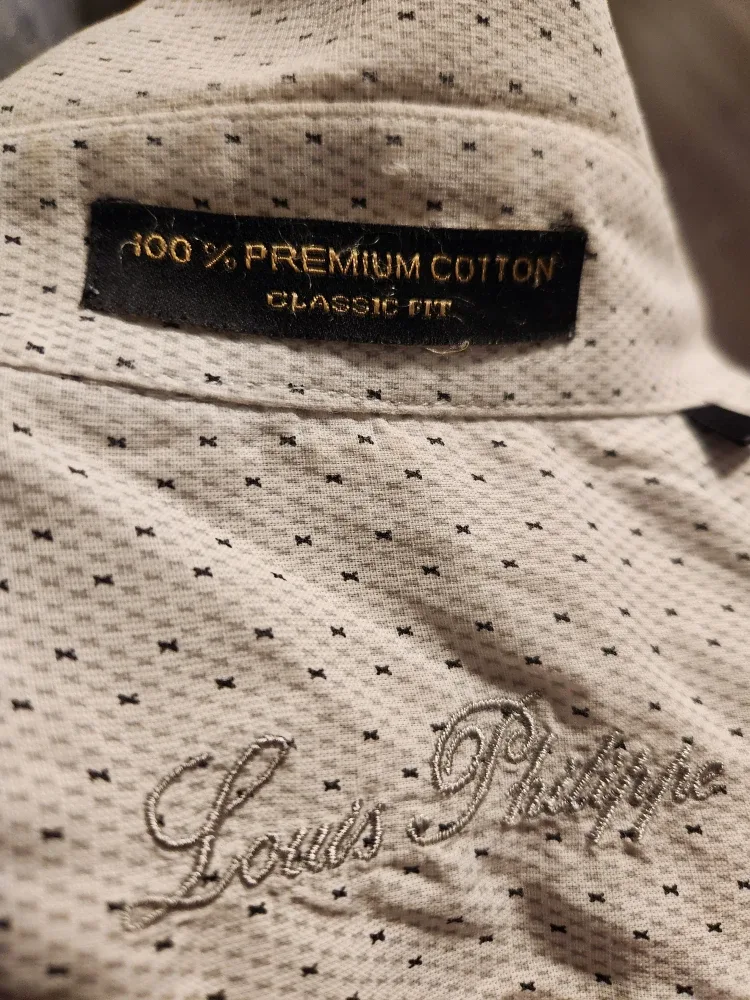 100 % PREMIUM COTTON
CLASSIC FIT
Louis Philippe